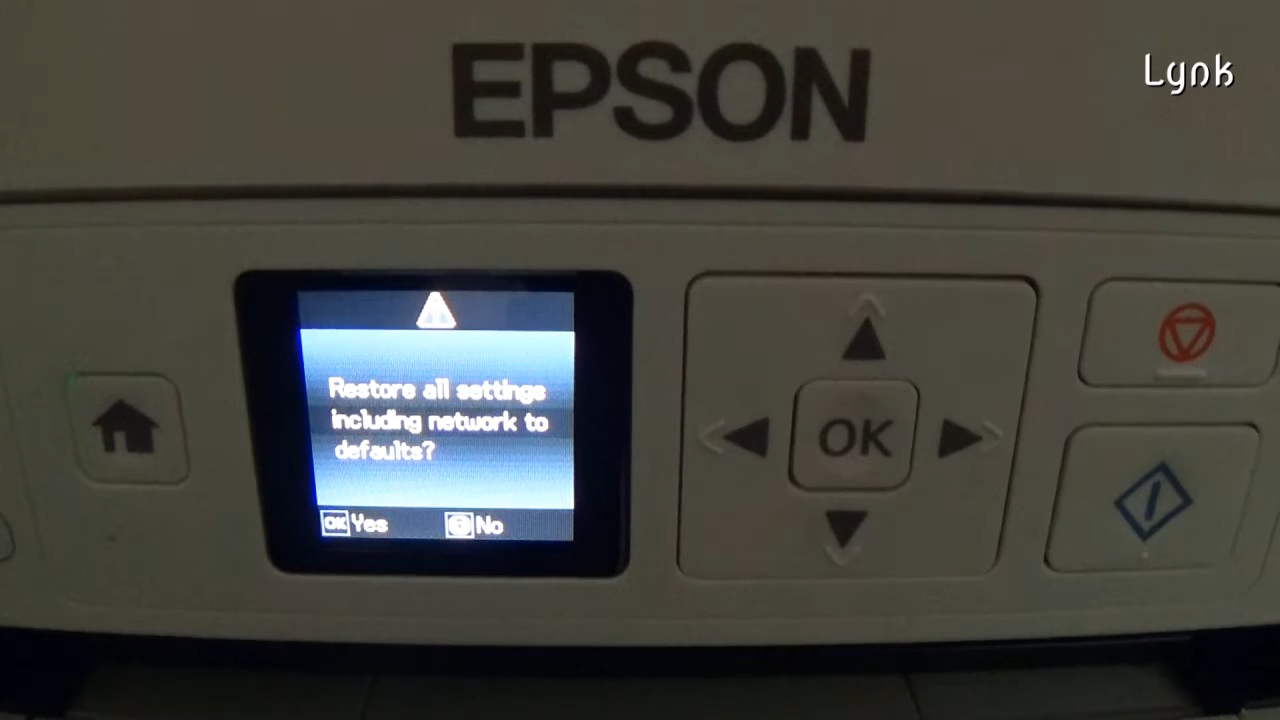 EPSON
Lynk
Restore all settings
including network to
defaults?
OK Yes
No
OK